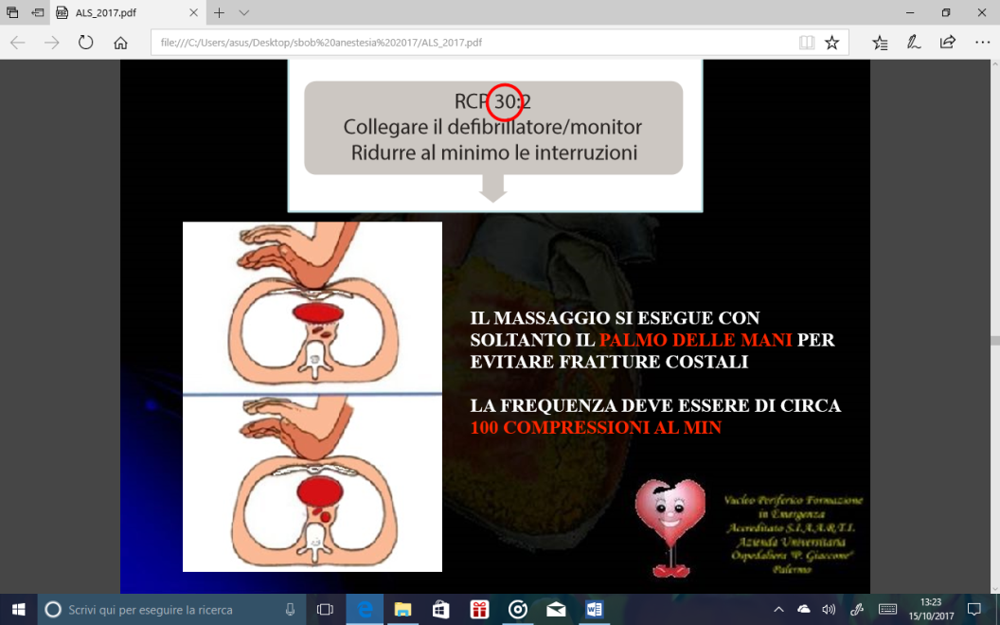 ALS_2017.pdf
file:///C:/Users/asus/Desktop/sbob%20anestesia%202017/ALS_2017.pdf
RCP 30:2
Collegare il defibrillatore/monitor
Ridurre al minimo le interruzioni
IL MASSAGGIO SI ESEGUE CON
SOLTANTO IL PALMO DELLE MANI PER
EVITARE FRATTURE COSTALI
LA FREQUENZA DEVE ESSERE DI CIRCA
100 COMPRESSIONI AL MIN
Nucleo Periferico Formazione
in Emergenza
Accreditato S.I.A.A.R.T.I.
Azienda Universitaria
Ospedaliera "P. Giaccone"
Palermo
Scrivi qui per eseguire la ricerca
13:23
15/10/2017